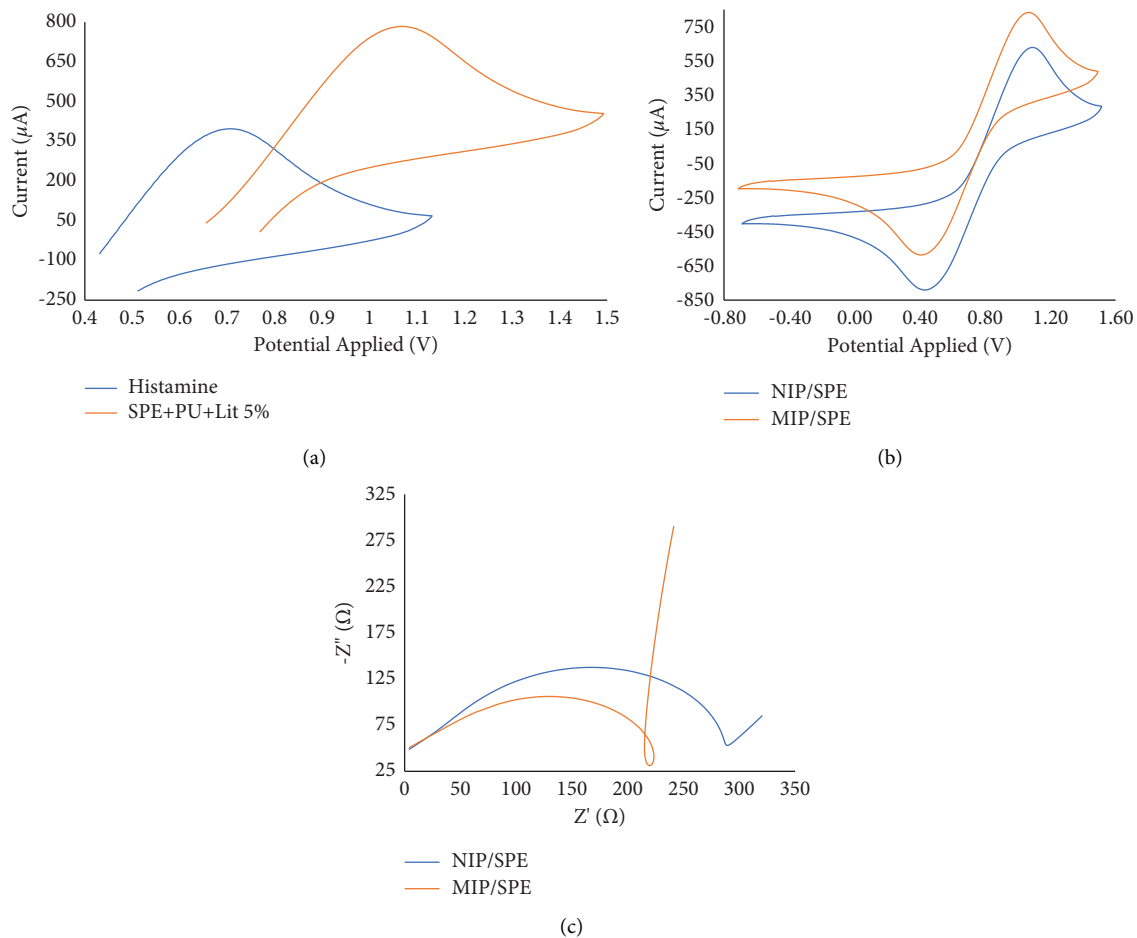 800
650
500
350
200
50
-100
-250
Current (µA)
0.4 0.5 0.6 0.7 0.8 0.9 1 1.1 1.2 1.3 1.4 1.5
Potential Applied (V)
Histamine
SPE+PU+Lit 5%
(a)
750
550
350
150
-50
-250
-450
-650
-850
Current (µA)
-0.80 -0.40 0.00 0.40 0.80 1.20 1.60
Potential Applied (V)
NIP/SPE
MIP/SPE
(b)
325
275
225
175
125
75
25
-Z" (Ω)
0 50 100 150 200 250 300 350
Z' (Ω)
NIP/SPE
MIP/SPE
(c)